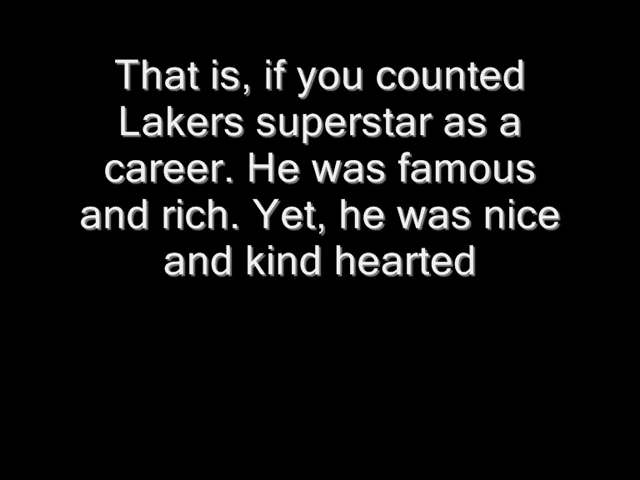 That is, if you counted
Lakers superstar as a
career. He was famous
and rich. Yet, he was nice
and kind hearted